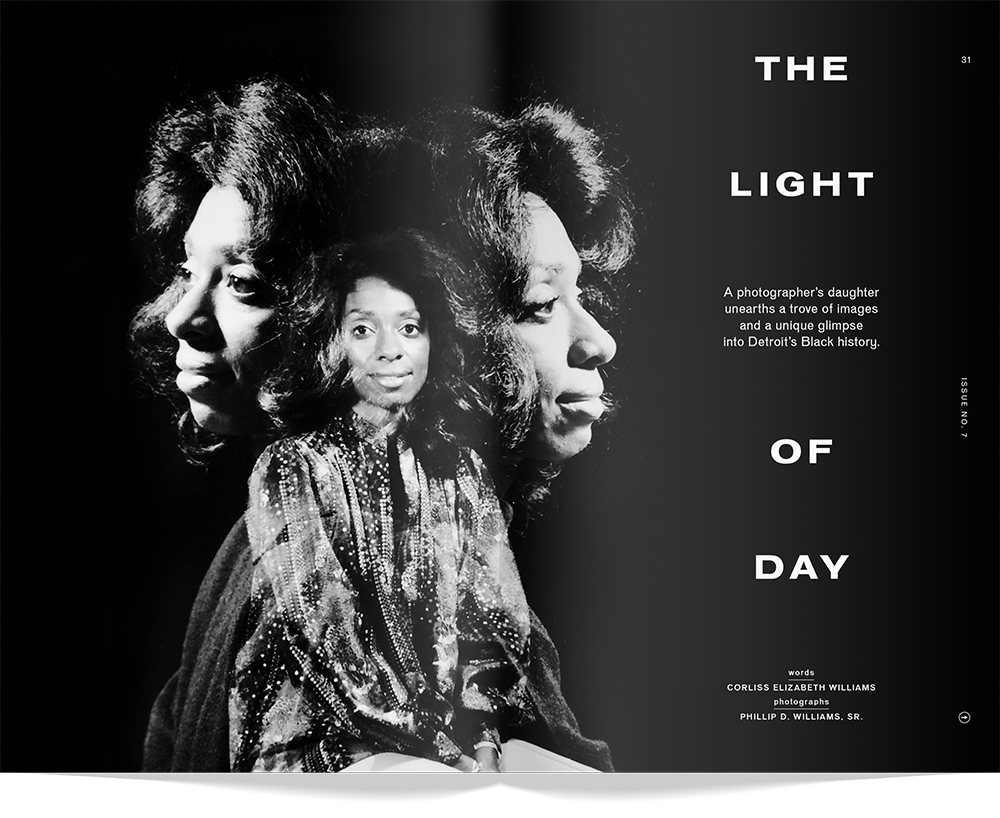 THE
31
LIGHT
A photographer's daughter
unearths a trove of images
and a unique glimpse
into Detroit's Black history.
ISSUE NO. 7
OF
DAY
words
CORLISS ELIZABETH WILLIAMS
photographs
PHILLIP D. WILLIAMS, SR.